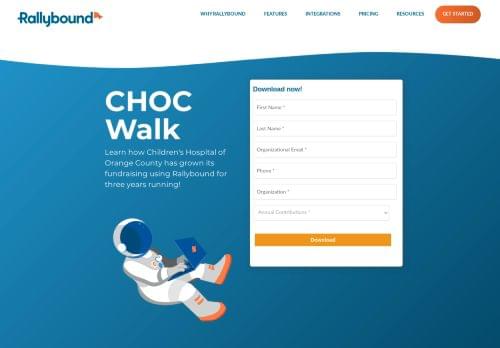 Rallybound
WHY RALLYBOUND FEATURES INTEGRATIONS PRICING RESOURCES GET STARTED
CHOC
Walk
Learn how Children's Hospital of
Orange County has grown its
fundraising using Rallybound for
three years running!
Download now!
First Name *
Last Name *
Organizational Email *
Phone *
Organization *
Annual Contributions *
Download